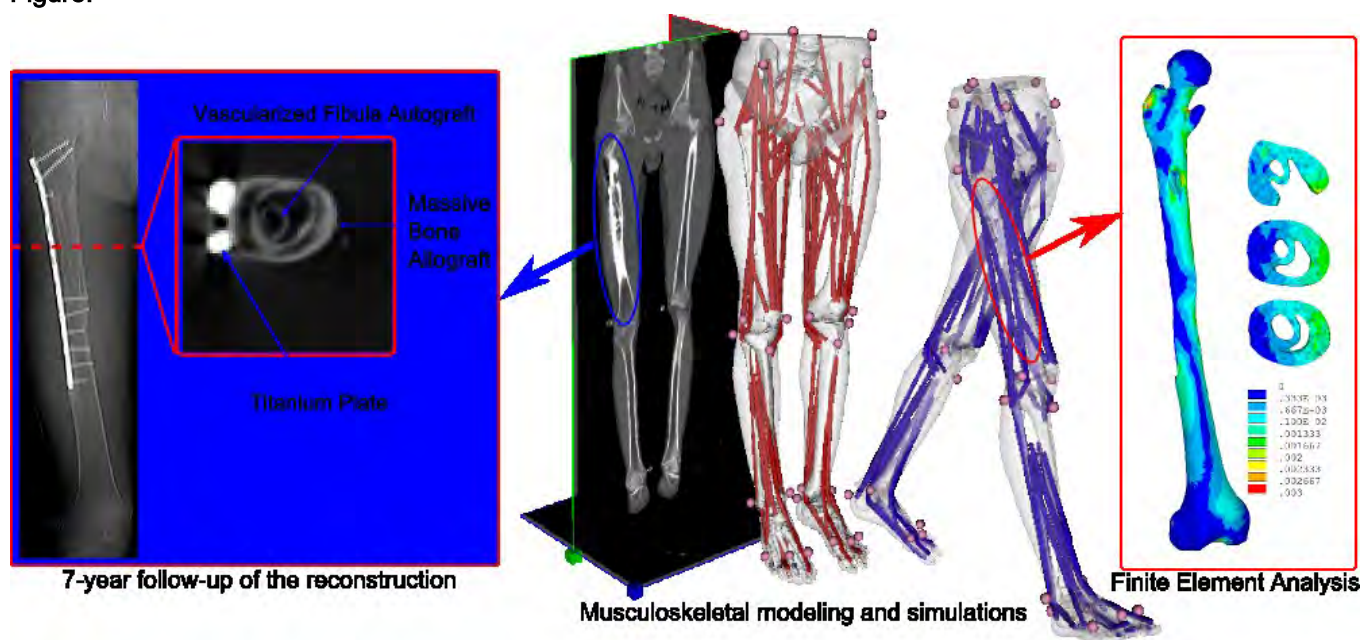 Figure:
Vascularized Fibula Autograft
Massive
Bone
Allograft
Titanium Plate
7-year follow-up of the reconstruction
Musculoskeletal modeling and simulations
Finite Element Analysis
0
.333E-03
.667E-03
.100E-02
.001333
.001667
.002
.002333
.002667
.003